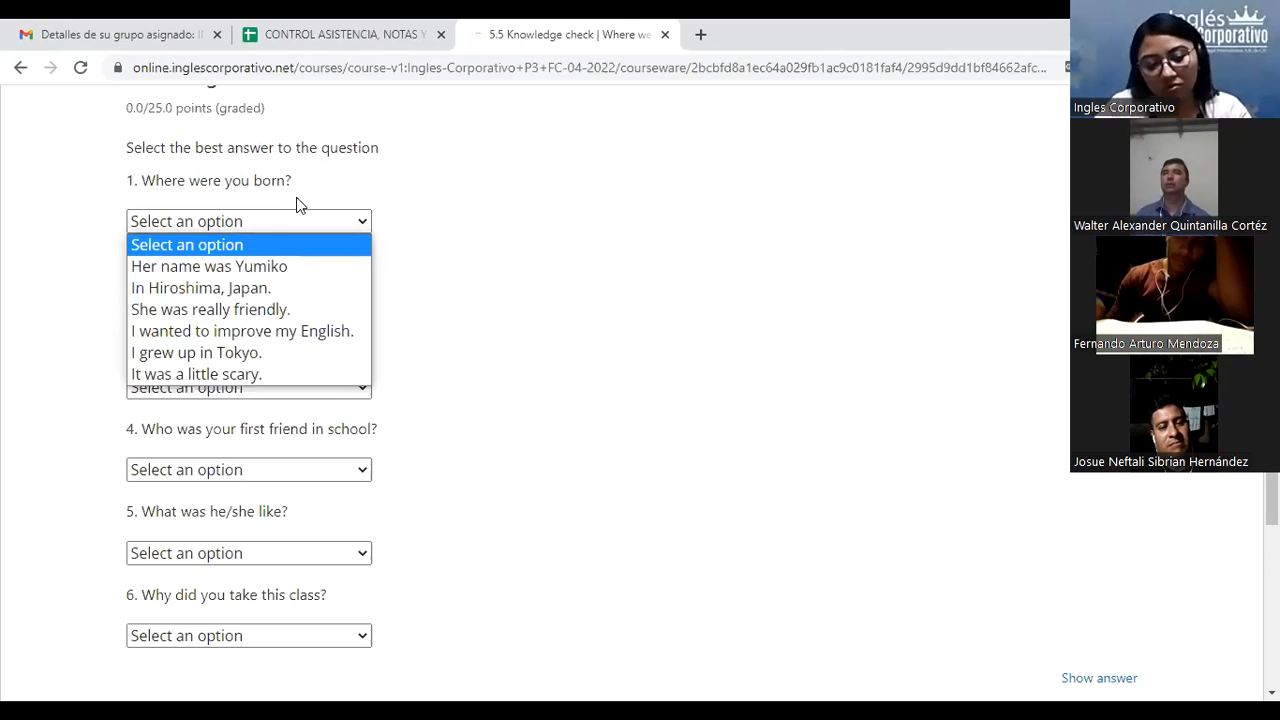 Detalles de su grupo asignado: I
CONTROL ASISTENCIA, NOTAS Y
5.5 Knowledge check | Where we
online.inglescorporativo.net/courses/course-v1:Ingles-Corporativo+P3+FC-04-2022/courseware/2bcbfd8a1ec64a029fb1ac9c0181faf4/2995d9dd1bf84662afc...
0.0/25.0 points (graded)
Select the best answer to the question
1. Where were you born?
Select an option
Select an option
Her name was Yumiko
In Hiroshima, Japan.
She was really friendly.
I wanted to improve my English.
I grew up in Tokyo.
It was a little scary.
Select an option
4. Who was your first friend in school?
Select an option
5. What was he/she like?
Select an option
6. Why did you take this class?
Select an option
Show answer
Inglés
Corporativo
Ingles Corporativo
Walter Alexander Quintanilla Cortéz
Fernando Arturo Mendoza
Josue Neftali Sibrian Hernández